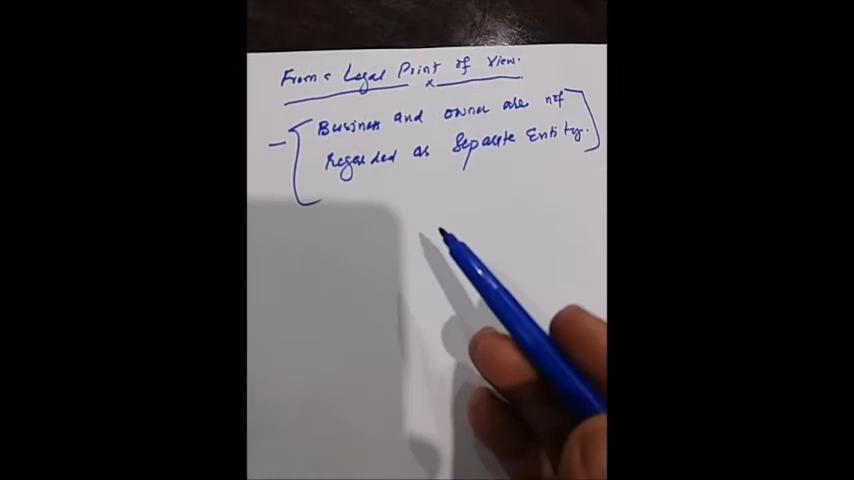 From a Legal Point of View.
x
Business and owner are not
regarded as Separate Entity.